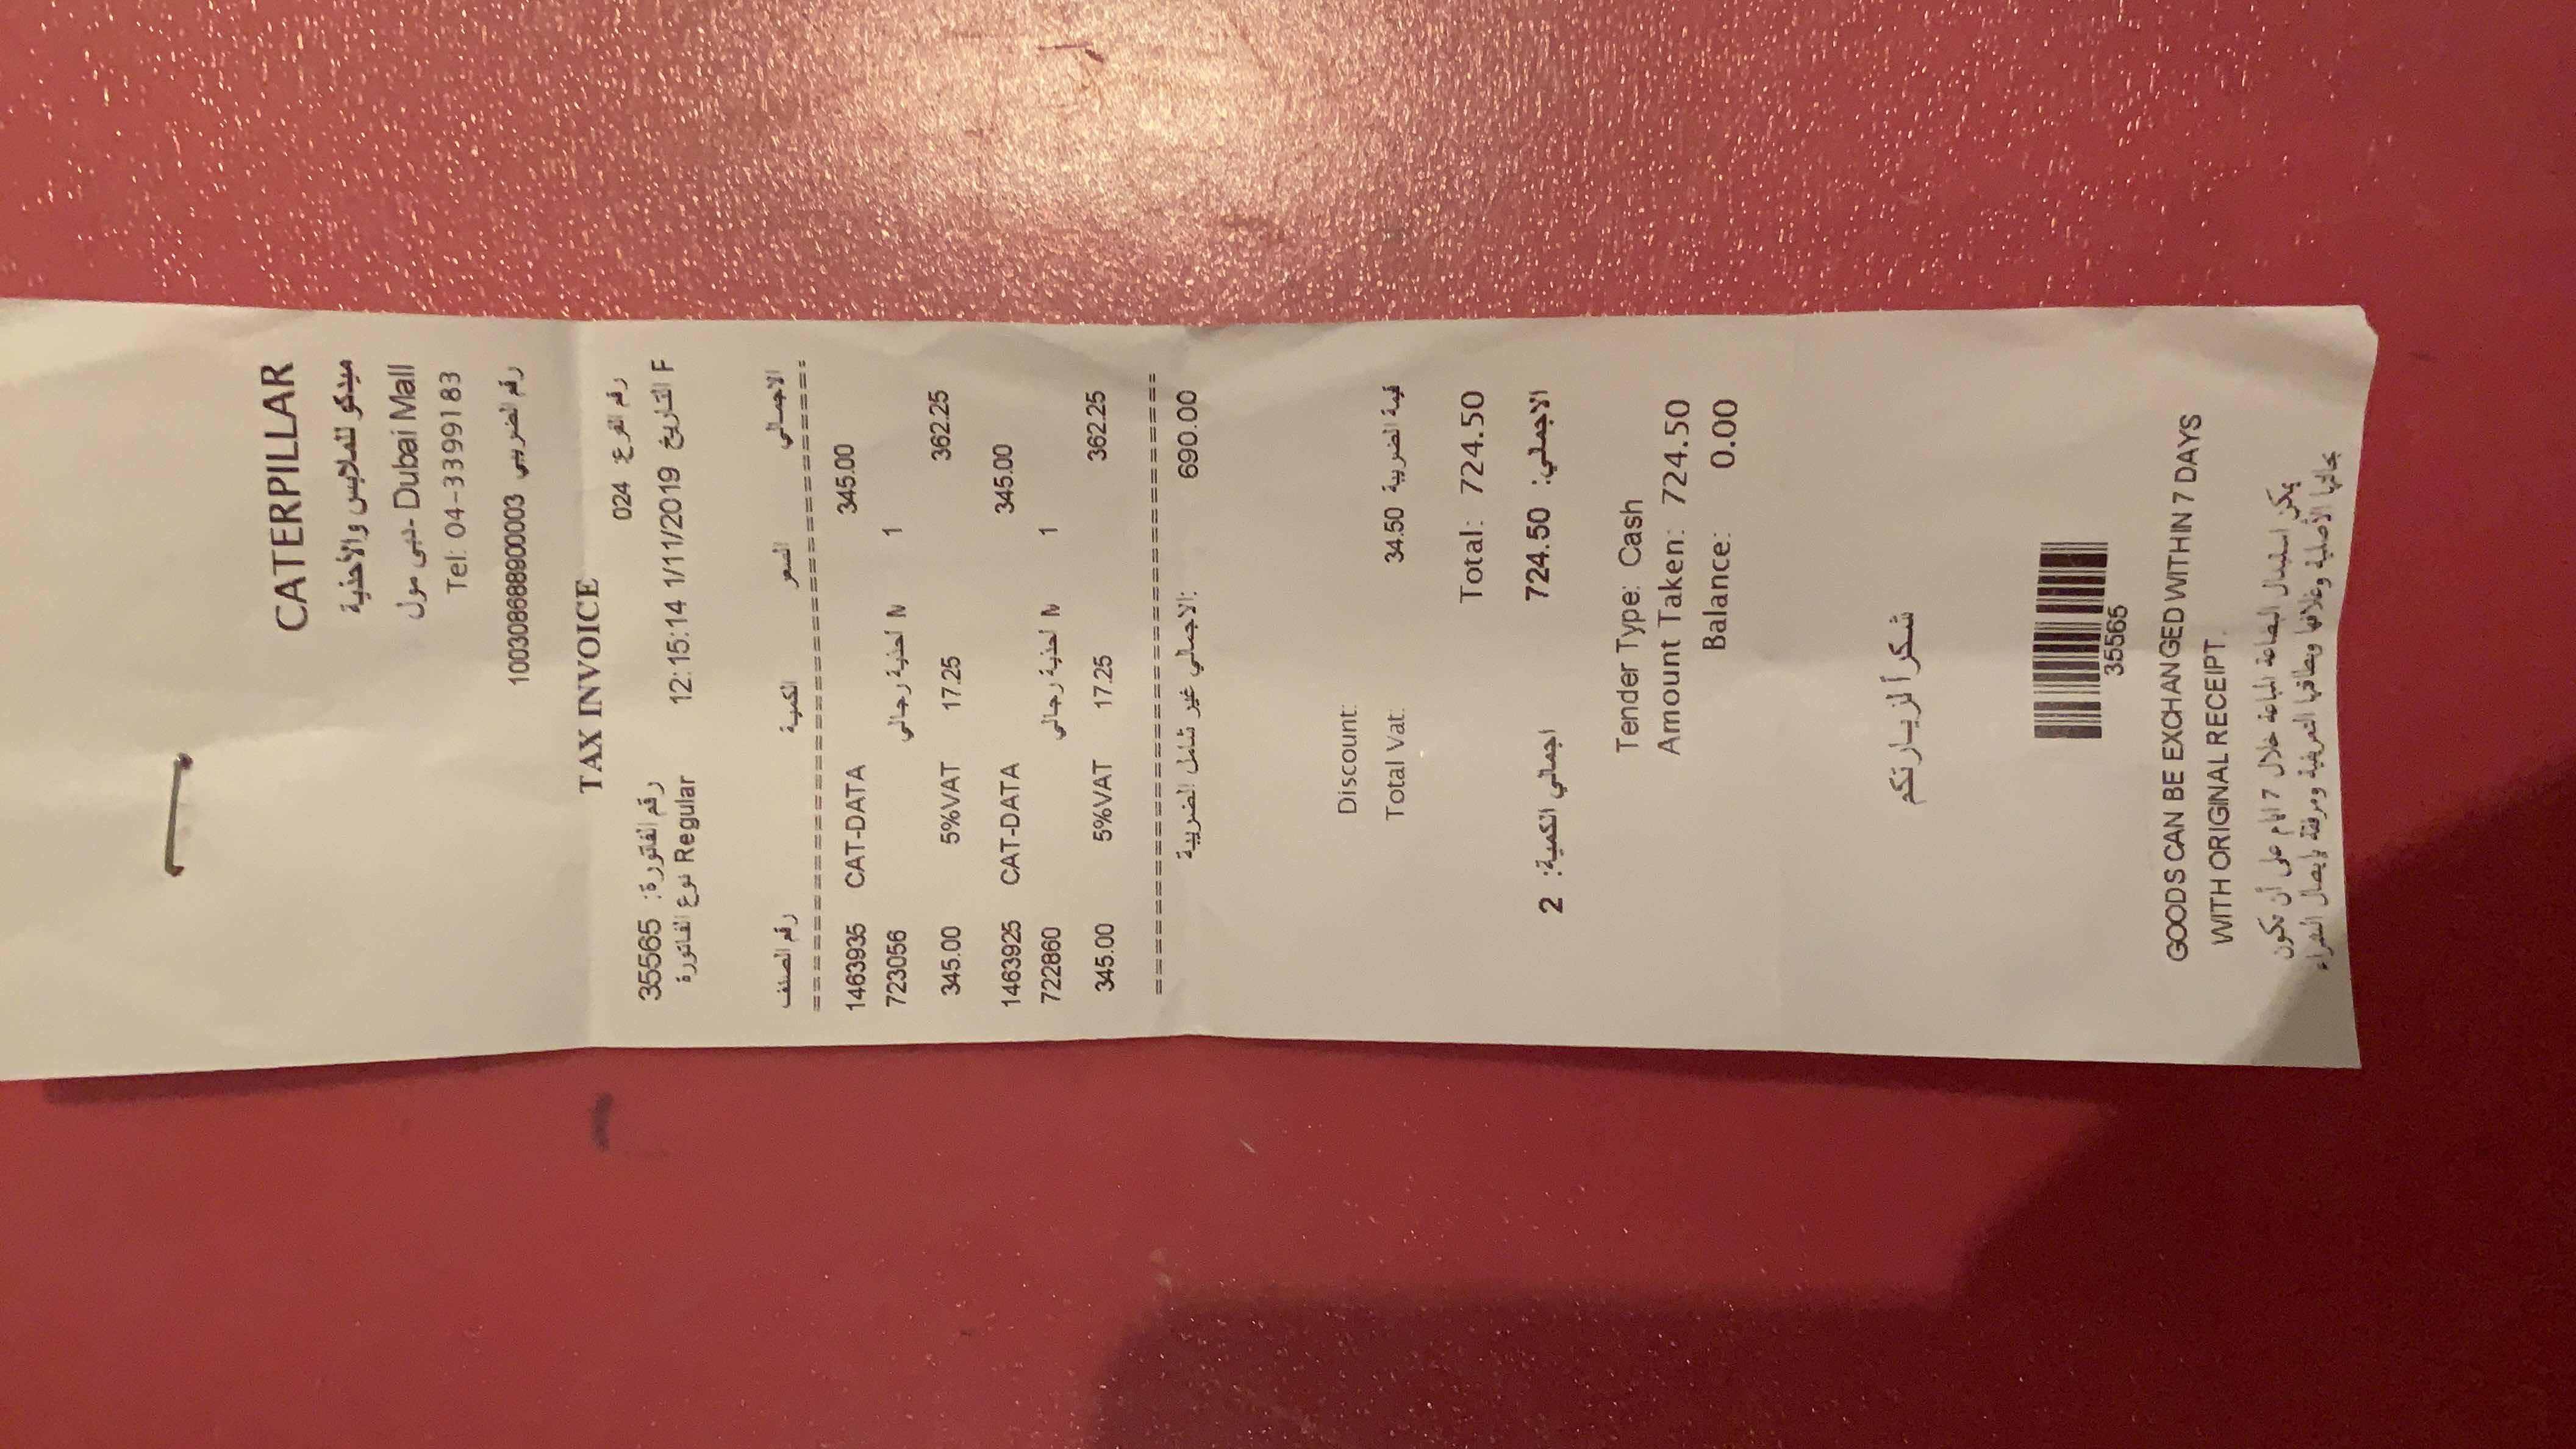 CATERPILLAR
ميدكو للملابس والأحذية
دبى مول- Dubai Mall
Tel: 04-3399183
رقم الضريبي 100308688900003
TAX INVOICE
رقم الفرع: 024
رقم الفاتورة: 35565
F التاريخ 1/11/2019 12:15:14
نوع الفاتورة Regular
رقم الصنف الكمية السعر الاجمالي
1463935 CAT-DATA 345.00
723056 أحذية رجالي M 1
345.00 5%VAT 17.25 362.25
1463925 CAT-DATA 345.00
722860 أحذية رجالي M 1
345.00 5%VAT 17.25 362.25
الاجمالي غير شامل الضريبة: 690.00
Discount:
Total Vat: 34.50 قيمة الضريبة
Total: 724.50
الاجمالي: 724.50
اجمالي الكمية: 2
Tender Type: Cash
Amount Taken: 724.50
Balance: 0.00
شكراً لزيارتكم
35565
GOODS CAN BE EXCHANGED WITHIN 7 DAYS
WITH ORIGINAL RECEIPT.
يمكن استبدال البضاعة المباعة خلال 7 ايام على أن تكون
بحالتها الأصلية وغلافها وبطاقتها التعريفية ومرفقة بإيصال الشراء